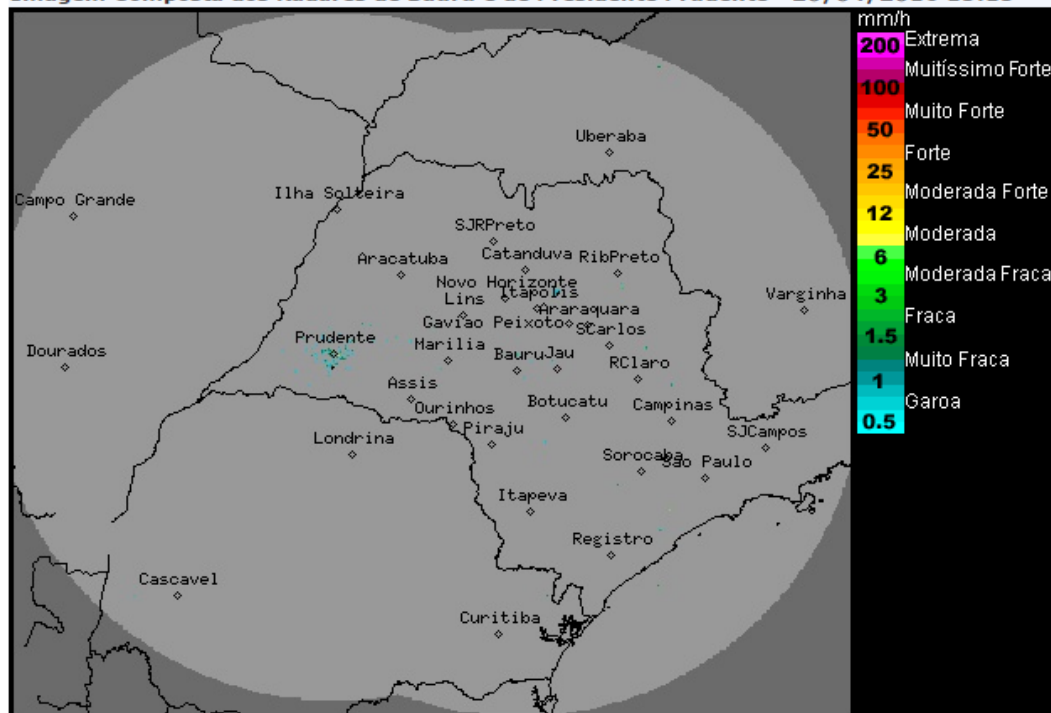 mm/h
200 Extrema
Muitíssimo Forte
100
Muito Forte
50
Forte
25
Moderada Forte
12
Moderada
6
Moderada Fraca
3
Fraca
1.5
Muito Fraca
1
Garoa
0.5
Uberaba
Campo Grande
Ilha Solteira
SJRPreto
Catanduva
RibPreto
Aracatuba
Novo Horizonte
Itapolis
Lins
Araraquara
Varginha
Gaviao Peixoto
SCarlos
Prudente
Marilia
Dourados
Bauru
Jau
RClaro
Assis
Ourinhos
Botucatu
Campinas
Piraju
Londrina
SJCampos
Sorocaba
Sao Paulo
Itapeva
Registro
Cascavel
Curitiba